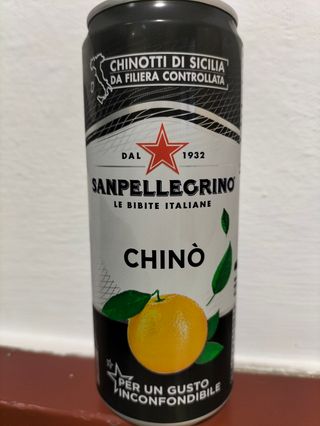 CHINOTTI DI SICILIA
DA FILIERA CONTROLLATA
DAL 1932
SANPELLEGRINO
LE BIBITE ITALIANE
CHINÒ
PER UN GUSTO
INCONFONDIBILE